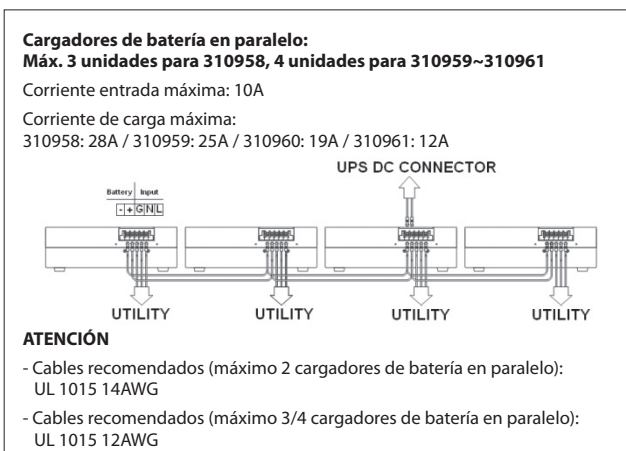 Cargadores de batería en paralelo:
Máx. 3 unidades para 310958, 4 unidades para 310959~310961
Corriente entrada máxima: 10A
Corriente de carga máxima:
310958: 28A / 310959: 25A / 310960: 19A / 310961: 12A
UPS DC CONNECTOR
Battery Input
- + G N L
UTILITY UTILITY UTILITY UTILITY
ATENCIÓN
- Cables recomendados (máximo 2 cargadores de batería en paralelo):
UL 1015 14AWG
- Cables recomendados (máximo 3/4 cargadores de batería en paralelo):
UL 1015 12AWG